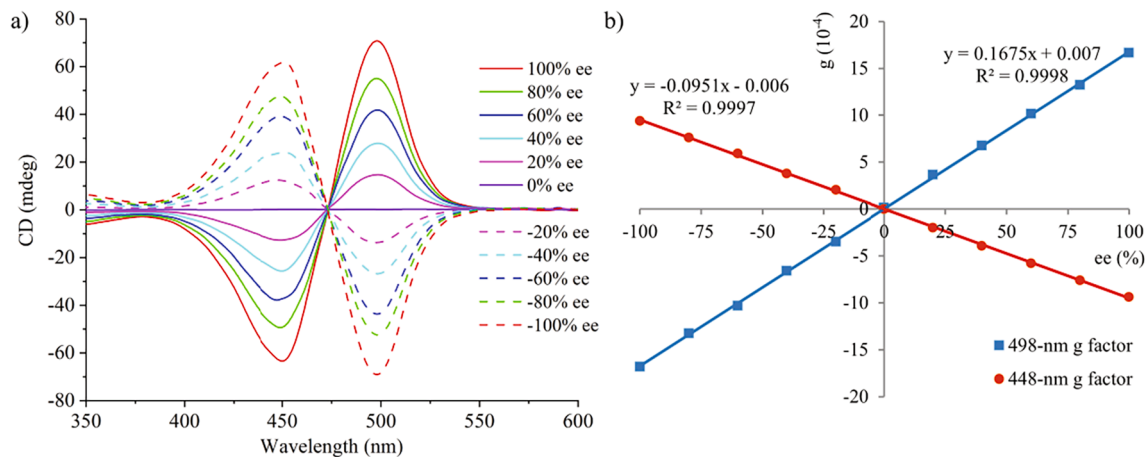 a)
80
60
40
20
0
-20
-40
-60
-80
CD (mdeg)
350
400
450
500
550
600
Wavelength (nm)
100% ee
80% ee
60% ee
40% ee
20% ee
0% ee
-20% ee
-40% ee
-60% ee
-80% ee
-100% ee
b)
g (10⁻⁴)
20
15
10
5
0
-5
-10
-15
-20
y = -0.0951x - 0.006
R² = 0.9997
y = 0.1675x + 0.007
R² = 0.9998
-100
-75
-50
-25
0
25
50
75
100
ee (%)
498-nm g factor
448-nm g factor